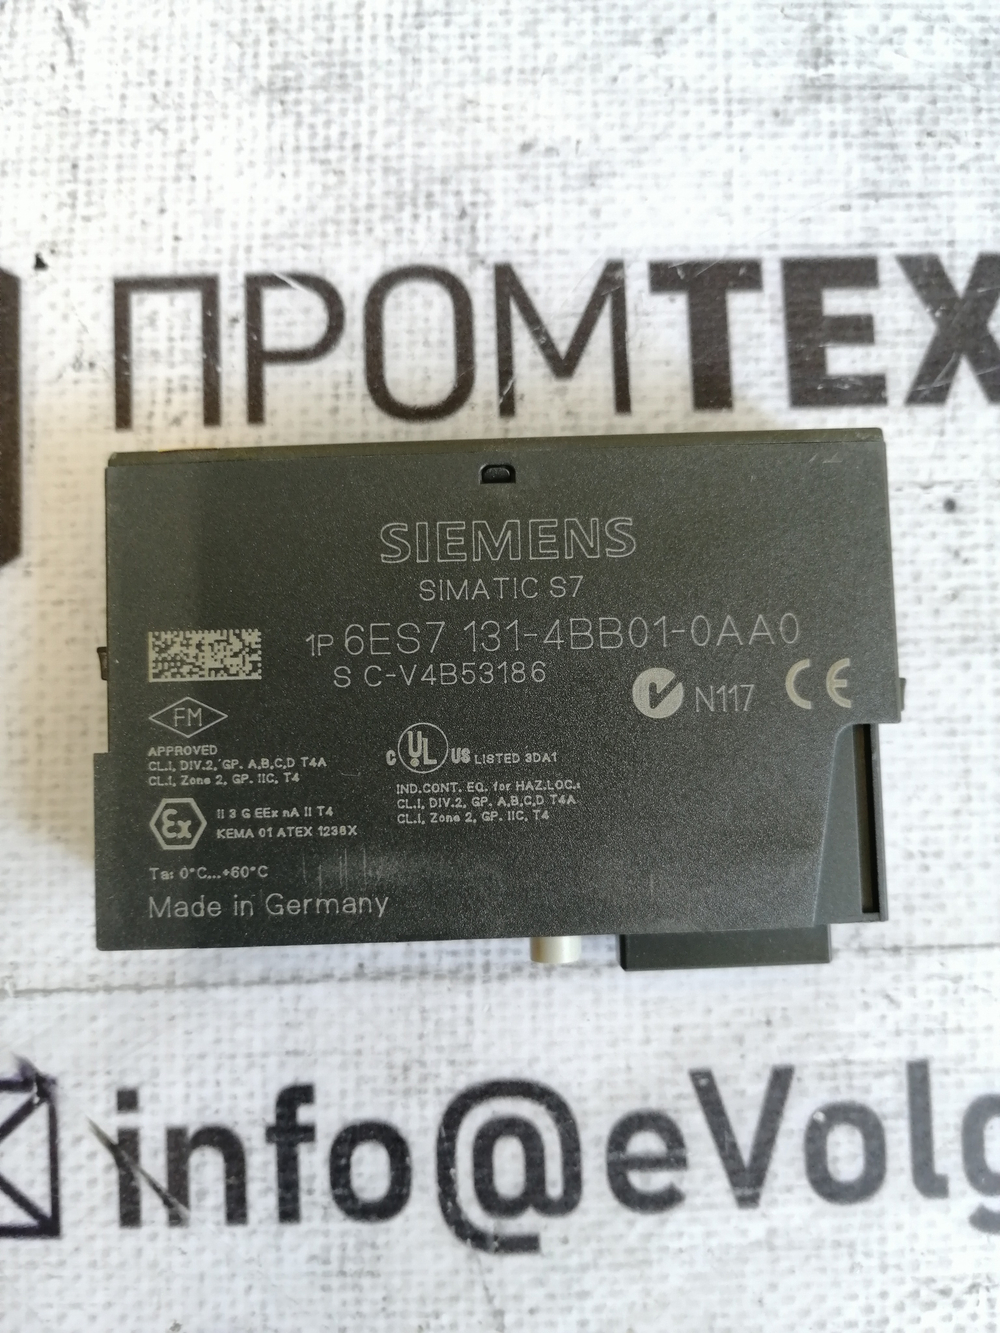 ПРОМТЕХ
SIEMENS
SIMATIC S7
1P 6ES7 131-4BB01-0AA0
S C-V4B53186
N117 CE
FM
APPROVED
CL.I, DIV.2, GP. A,B,C,D T4A
CL.I, Zone 2, GP. IIC, T4
C UL US LISTED 3DA1
IND.CONT. EQ. for HAZ.LOC.:
CL.I, DIV.2, GP. A,B,C,D T4A
CL.I, Zone 2, GP. IIC, T4
Ex II 3 G EEx nA II T4
KEMA 01 ATEX 1238X
Ta: 0°C...+60°C
Made in Germany
info@eVolg